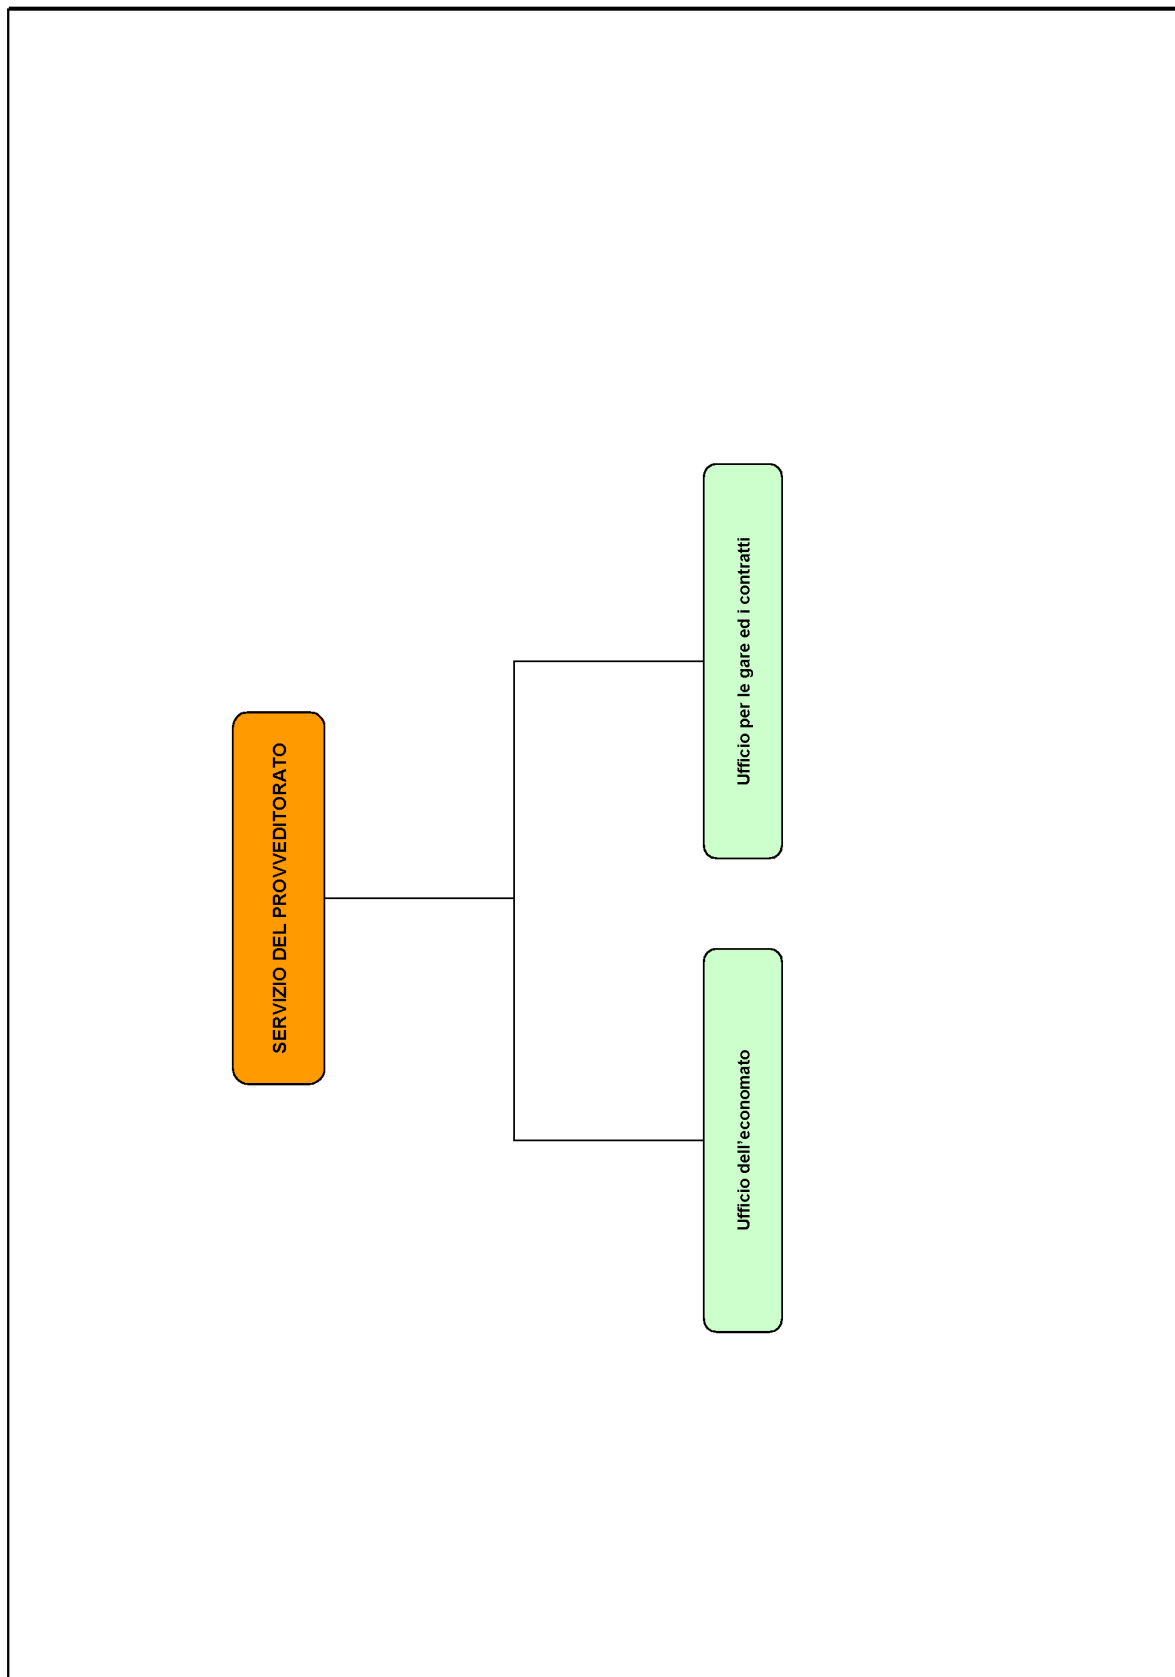 SERVIZIO DEL PROVVEDITORATO
Ufficio dell'economato
Ufficio per le gare ed i contratti